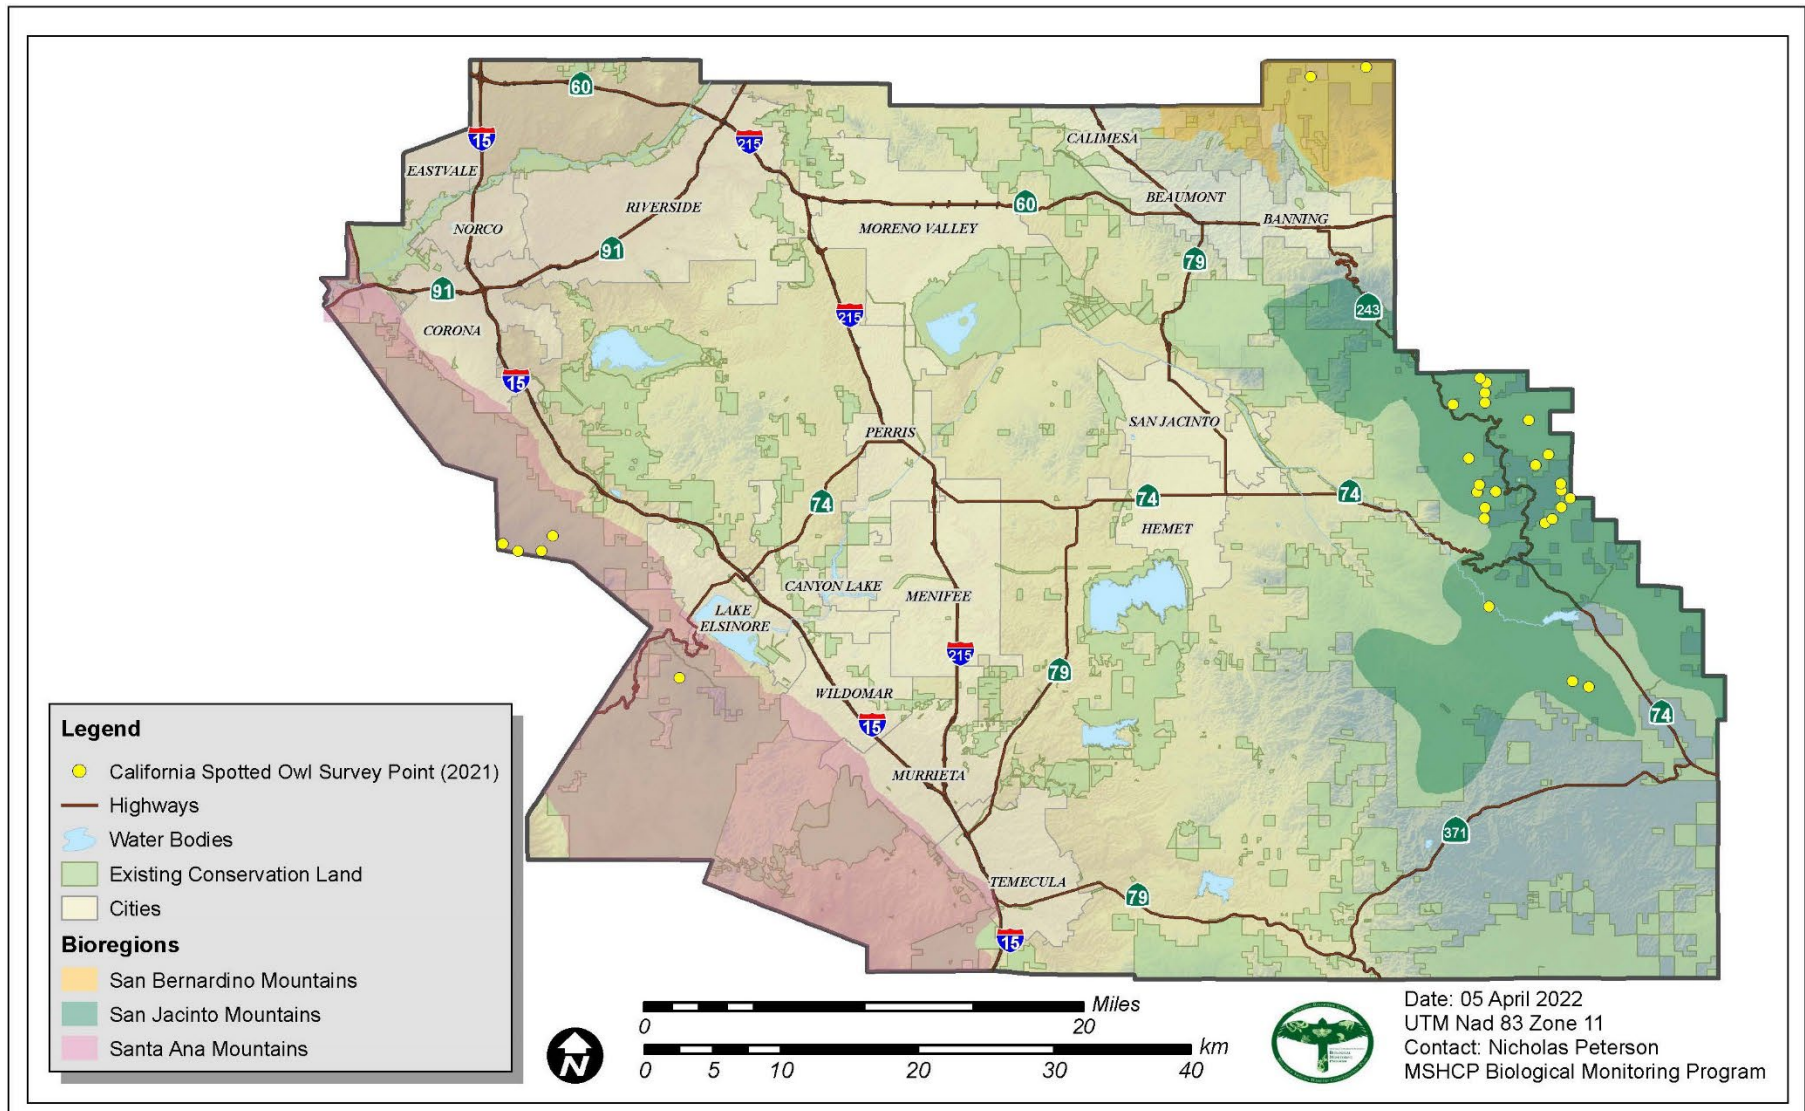 60
15
215
CALIMESA
EASTVALE
RIVERSIDE
60
BEAUMONT
NORCO
MORENO VALLEY
BANNING
91
79
91
243
215
CORONA
15
SAN JACINTO
PERRIS
74
74
74
HEMET
CANYON LAKE
MENIFEE
LAKE
ELSINORE
215
79
WILDOMAR
15
74
MURRIETA
371
TEMECULA
79
15
Legend
California Spotted Owl Survey Point (2021)
Highways
Water Bodies
Existing Conservation Land
Cities
Bioregions
San Bernardino Mountains
San Jacinto Mountains
Santa Ana Mountains
N
Miles
0 20
km
0 5 10 20 30 40
Date: 05 April 2022
UTM Nad 83 Zone 11
Contact: Nicholas Peterson
MSHCP Biological Monitoring Program